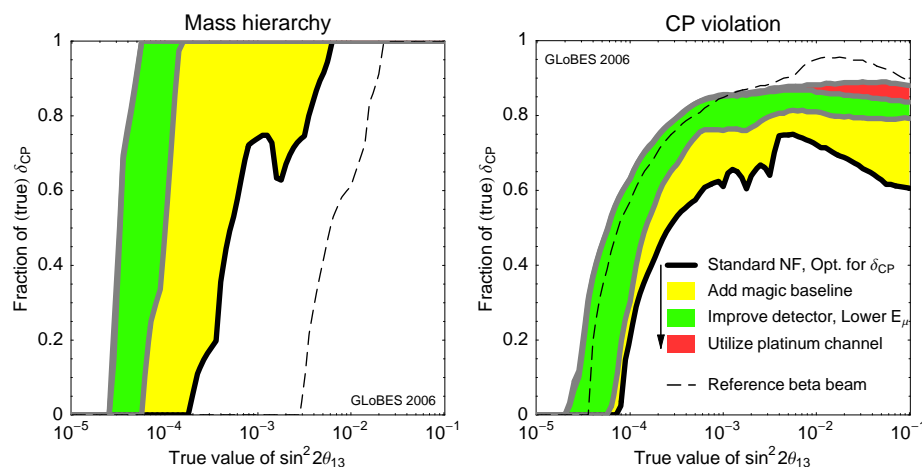 Mass hierarchy
1
0.8
0.6
0.4
0.2
0
Fraction of (true) δCP
10^-5
10^-4
10^-3
10^-2
10^-1
True value of sin² 2θ13
GLoBES 2006
CP violation
GLoBES 2006
1
0.8
0.6
0.4
0.2
0
Fraction of (true) δCP
Standard NF, Opt. for δCP
Add magic baseline
Improve detector, Lower Eμ
Utilize platinum channel
Reference beta beam
10^-5
10^-4
10^-3
10^-2
10^-1
True value of sin² 2θ13